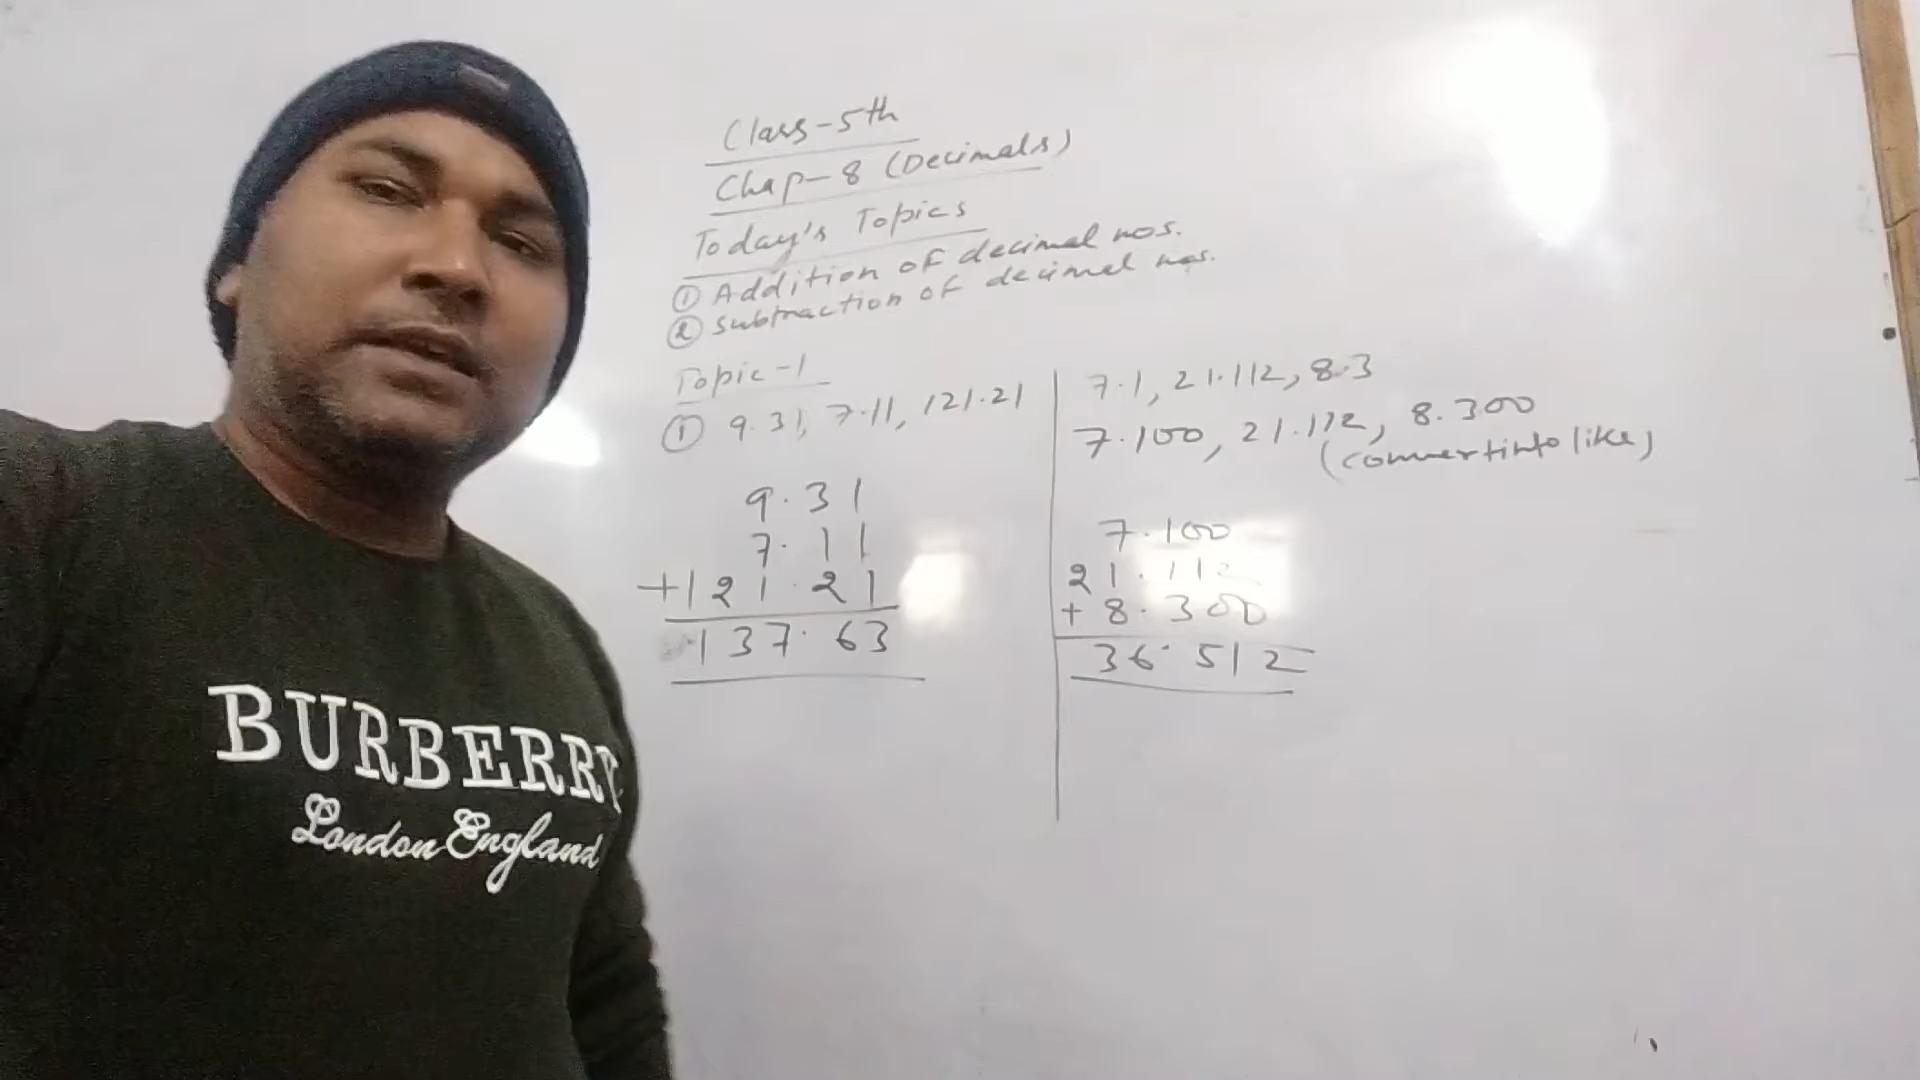 Class-5th
Chap-8 (Decimals)
Today's Topics
① Addition of decimal nos.
② Subtraction of decimal nos.
Topic-1
① 9.31, 7.11, 121.21
9.31
7.11
+121.21
137.63
7.1, 21.112, 8.3
7.100, 21.112, 8.300
(convert into like)
7.100
21.112
+ 8.300
36.512
BURBERRY
London England